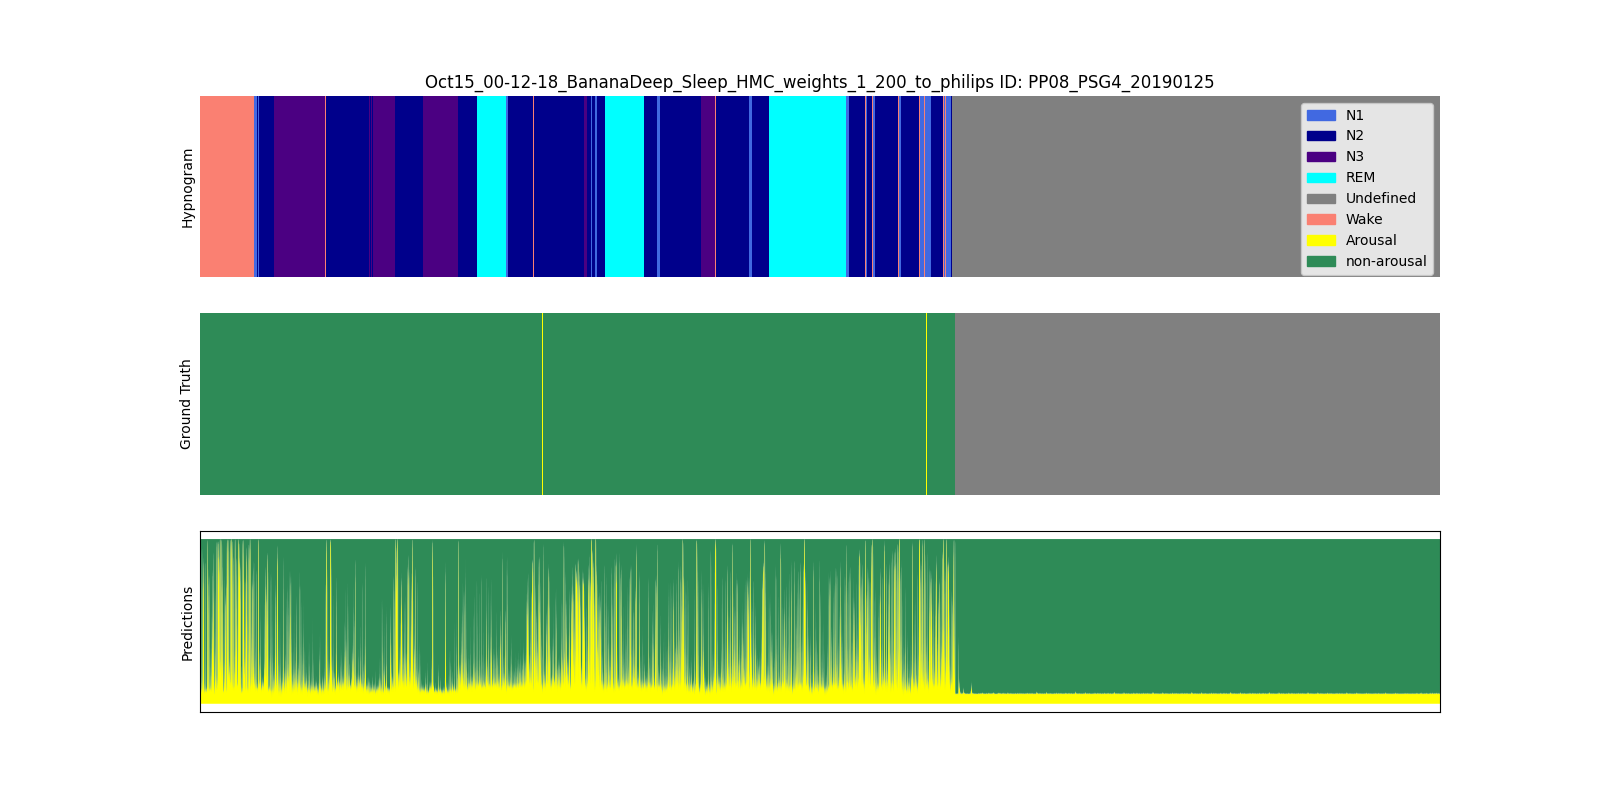 Oct15_00-12-18_BananaDeep_Sleep_HMC_weights_1_200_to_philips ID: PP08_PSG4_20190125
Hypnogram
N1
N2
N3
REM
Undefined
Wake
Arousal
non-arousal
Ground Truth
Predictions